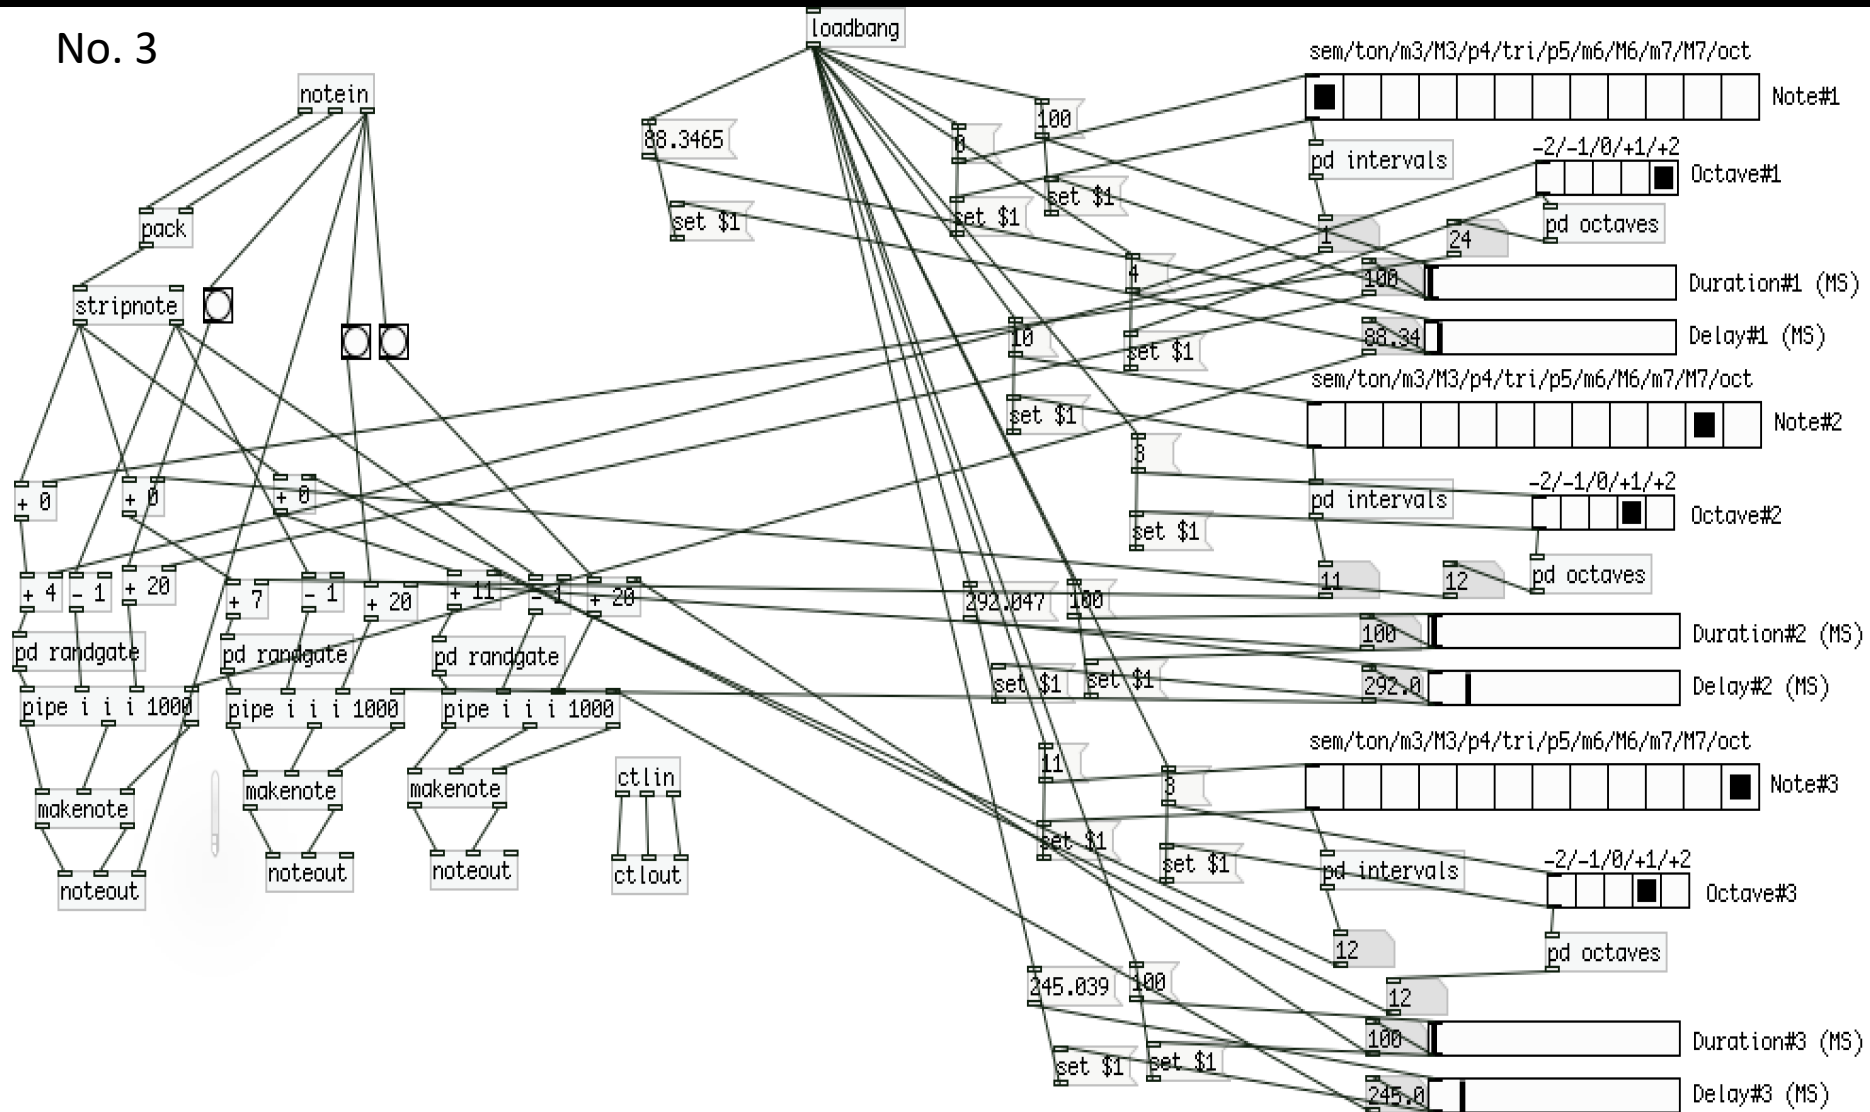 No. 3
loadbang
sem/ton/m3/M3/p4/tri/p5/m6/M6/m7/M7/oct
notein
Note#1
100
88.3465
0
pd intervals
-2/-1/0/+1/+2
Octave#1
set $1
set $1
set $1
pack
pd octaves
1
24
4
100
Duration#1 (MS)
stripnote
10
88.34
Delay#1 (MS)
set $1
sem/ton/m3/M3/p4/tri/p5/m6/M6/m7/M7/oct
set $1
Note#2
3
pd intervals
-2/-1/0/+1/+2
+ 0
+ 0
+ 0
set $1
Octave#2
11
12
pd octaves
+ 4
- 1
+ 20
+ 7
- 1
+ 20
+ 11
- 1
+ 20
292.047
100
100
Duration#2 (MS)
pd randgate
pd randgate
pd randgate
set $1
set $1
292.0
Delay#2 (MS)
pipe i i i 1000
pipe i i i 1000
pipe i i i 1000
sem/ton/m3/M3/p4/tri/p5/m6/M6/m7/M7/oct
11
3
Note#3
ctlin
makenote
makenote
makenote
set $1
set $1
pd intervals
-2/-1/0/+1/+2
noteout
noteout
noteout
ctlout
Octave#3
12
pd octaves
245.039
100
12
100
Duration#3 (MS)
set $1
set $1
245.0
Delay#3 (MS)